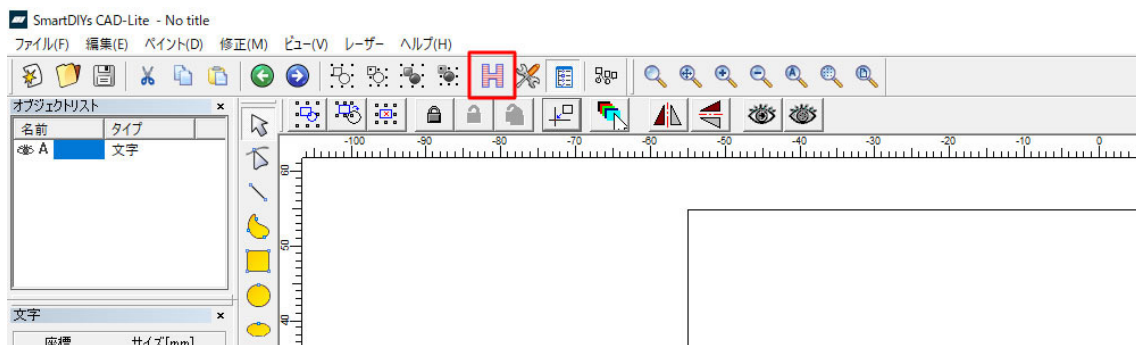 SmartDIYs CAD-Lite - No title
ファイル(F) 編集(E) ペイント(D) 修正(M) ビュー(V) レーザー ヘルプ(H)
オブジェクトリスト ×
名前 タイプ
A 文字
-100 -90 -80 -70 -60 -50 -40 -30 -20 -10 0
60
50
40
文字 ×
座標 サイズ[mm]